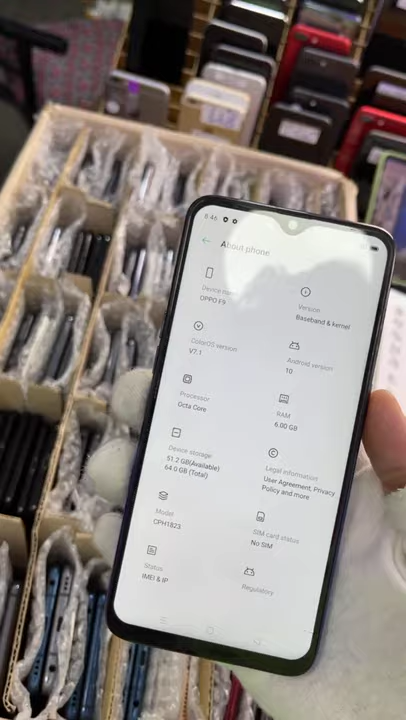 6:46
About phone
Device name
OPPO F9
Version
Baseband & kernel
ColorOS version
V7.1
Android version
10
Processor
Octa Core
RAM
6.00 GB
Device storage
51.2 GB(Available)
64.0 GB (Total)
Legal information
User Agreement, Privacy
Policy and more
Model
CPH1823
SIM card status
No SIM
Status
IMEI & IP
Regulatory